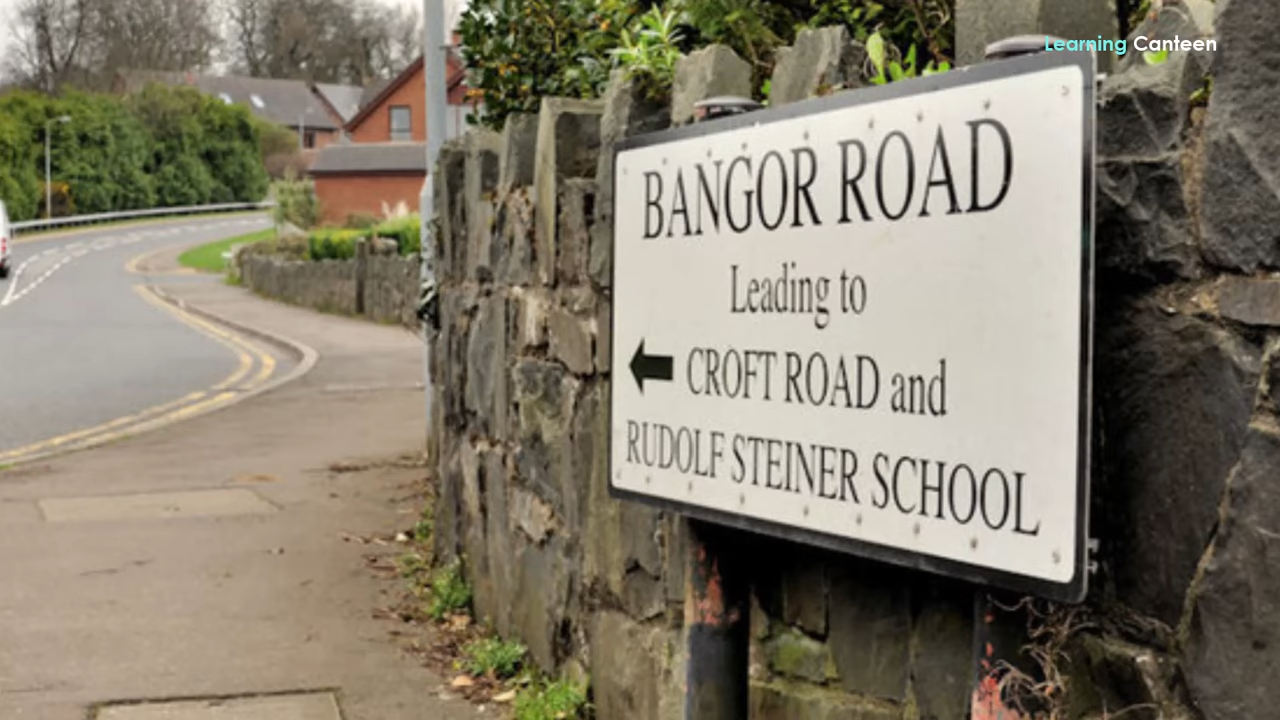 Learning Canteen
BANGOR ROAD
Leading to
CROFT ROAD and
RUDOLF STEINER SCHOOL